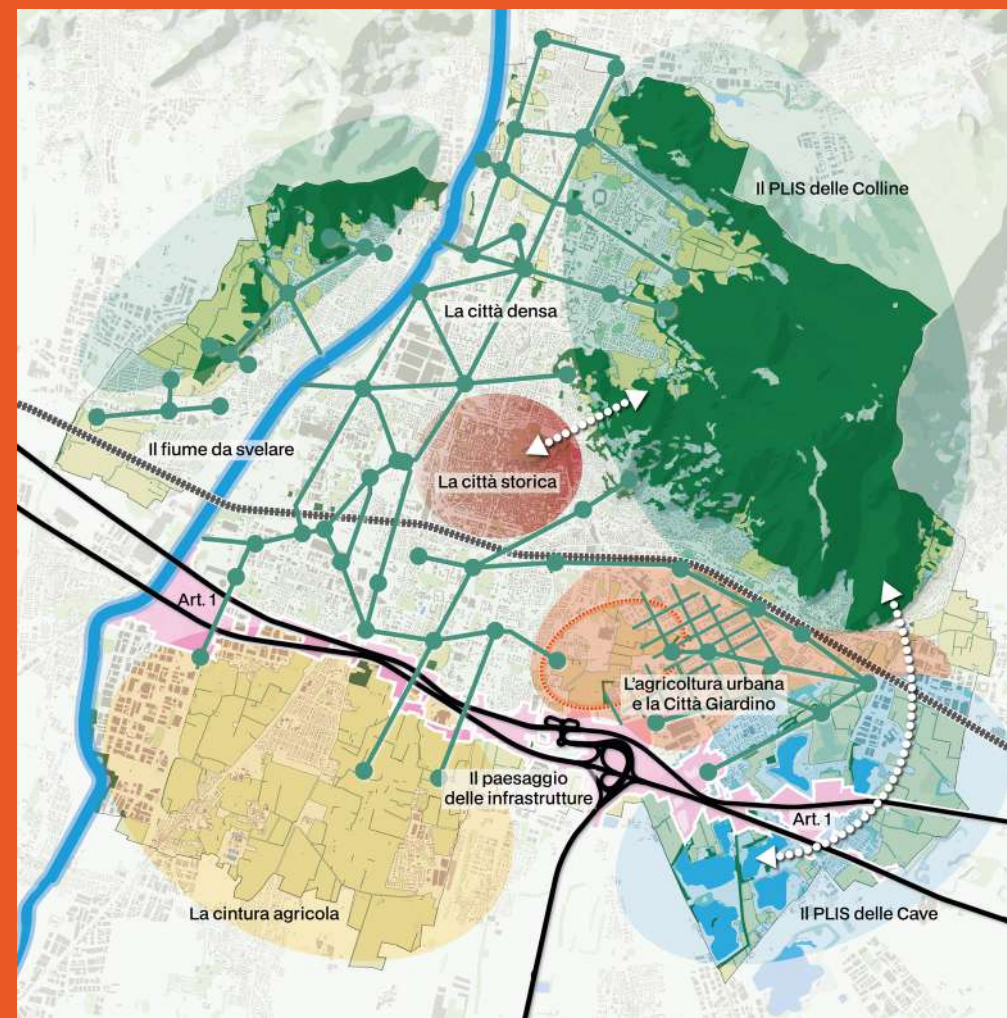 Il PLIS delle Colline
La città densa
Il fiume da svelare
La città storica
Art. 1
L'agricoltura urbana
e la Città Giardino
Il paesaggio
delle infrastrutture
Art. 1
La cintura agricola
Il PLIS delle Cave